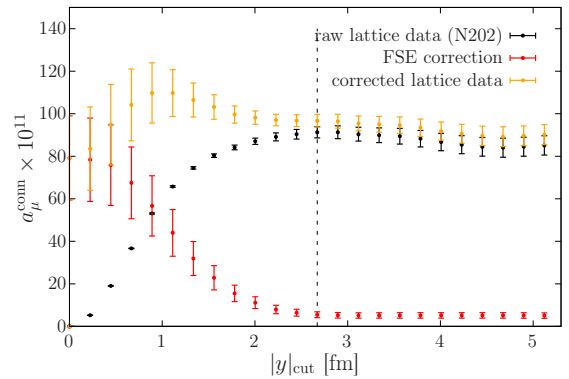 raw lattice data (N202)
FSE correction
corrected lattice data
140
120
100
80
60
40
20
0
a_μ^conn × 10^11
0 1 2 3 4 5
|y|_cut [fm]